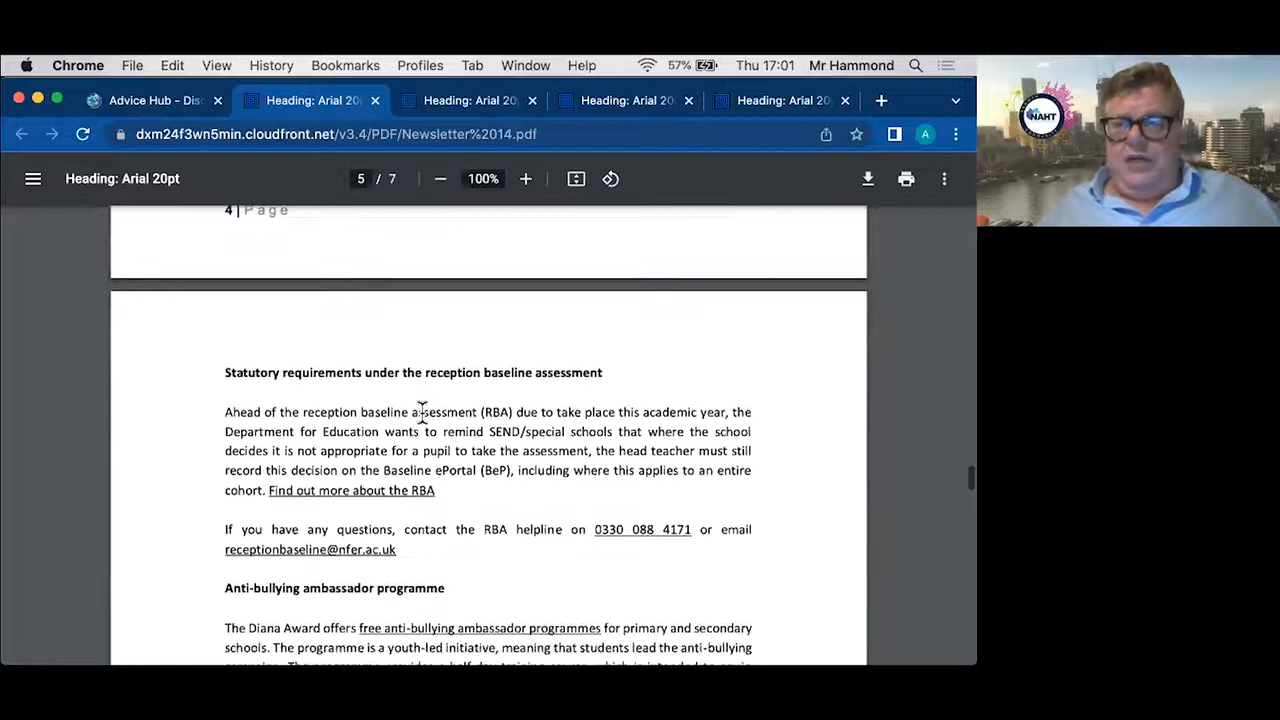 Chrome File Edit View History Bookmarks Profiles Tab Window Help 57% Thu 17:01 Mr Hammond
Advice Hub - Disc Heading: Arial 20p Heading: Arial 20p Heading: Arial 20 Heading: Arial 20p
dxm24f3wn5min.cloudfront.net/v3.4/PDF/Newsletter%2014.pdf A
NAHT
Heading: Arial 20pt 5 / 7 100%
4 | Page
Statutory requirements under the reception baseline assessment
Ahead of the reception baseline assessment (RBA) due to take place this academic year, the
Department for Education wants to remind SEND/special schools that where the school
decides it is not appropriate for a pupil to take the assessment, the head teacher must still
record this decision on the Baseline ePortal (BeP), including where this applies to an entire
cohort. Find out more about the RBA
If you have any questions, contact the RBA helpline on 0330 088 4171 or email
receptionbaseline@nfer.ac.uk
Anti-bullying ambassador programme
The Diana Award offers free anti-bullying ambassador programmes for primary and secondary
schools. The programme is a youth-led initiative, meaning that students lead the anti-bullying